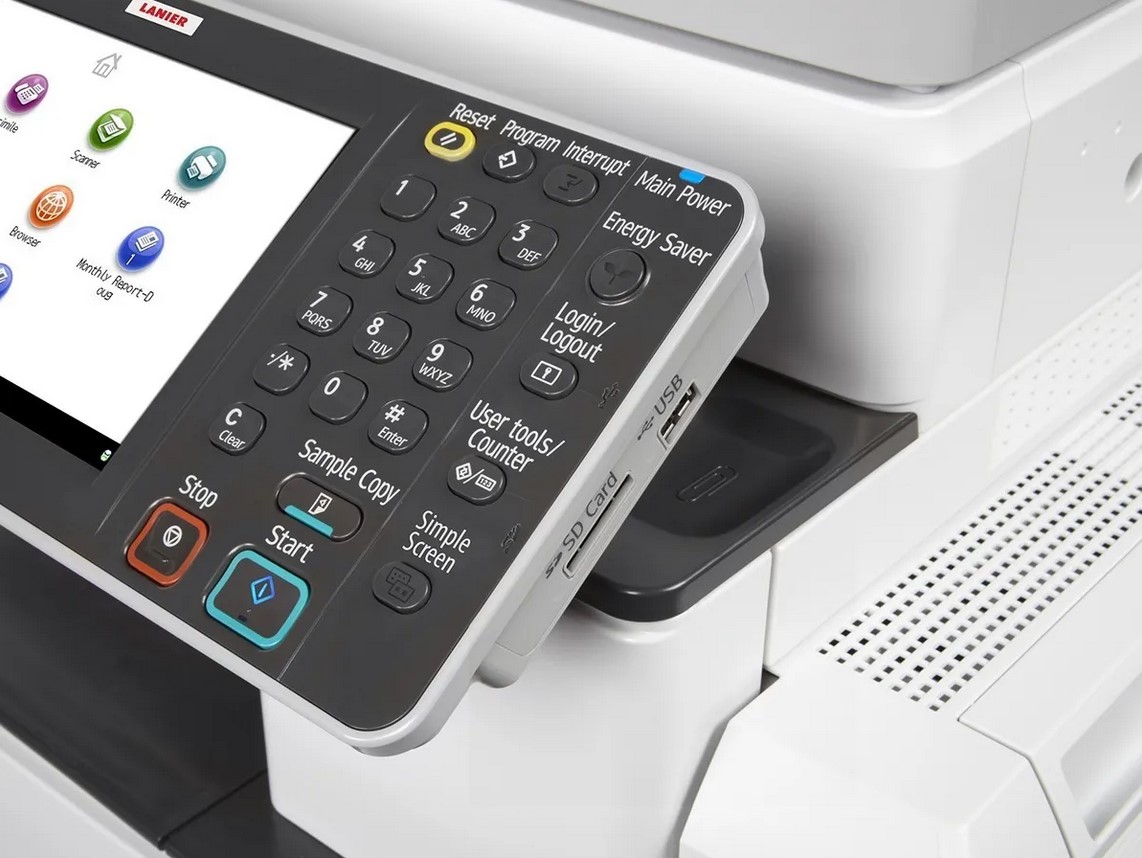 LANIER
Scanner
Printer
Browser
1
Monthly Report-D
oug
Reset
Program
Interrupt
Main Power
Energy Saver
1
2
ABC
3
DEF
4
GHI
5
JKL
6
MNO
7
PQRS
8
TUV
9
WXYZ
./*
0
#
Enter
C
Clear
Login/
Logout
User tools/
Counter
Sample Copy
Simple
Screen
Stop
Start
USB
SD Card